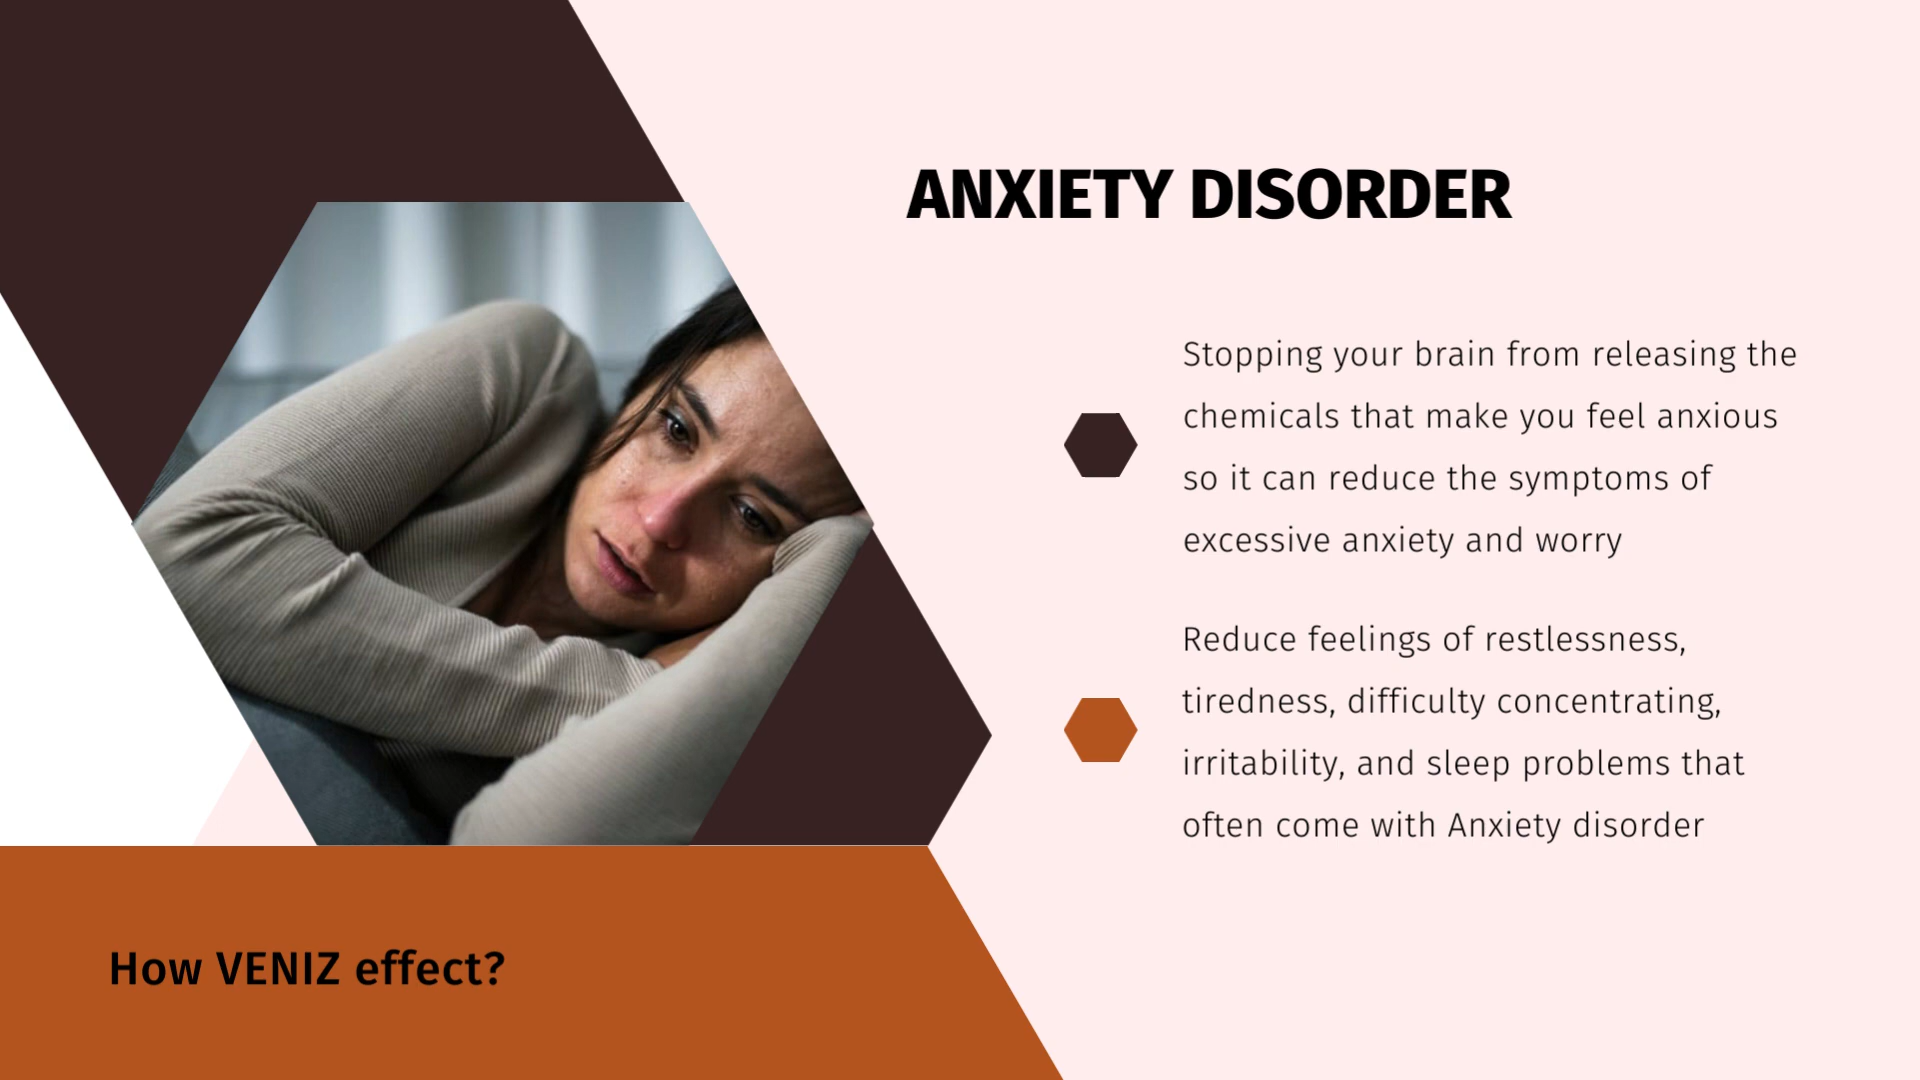 ANXIETY DISORDER
Stopping your brain from releasing the
chemicals that make you feel anxious
so it can reduce the symptoms of
excessive anxiety and worry
Reduce feelings of restlessness,
tiredness, difficulty concentrating,
irritability, and sleep problems that
often come with Anxiety disorder
How VENIZ effect?